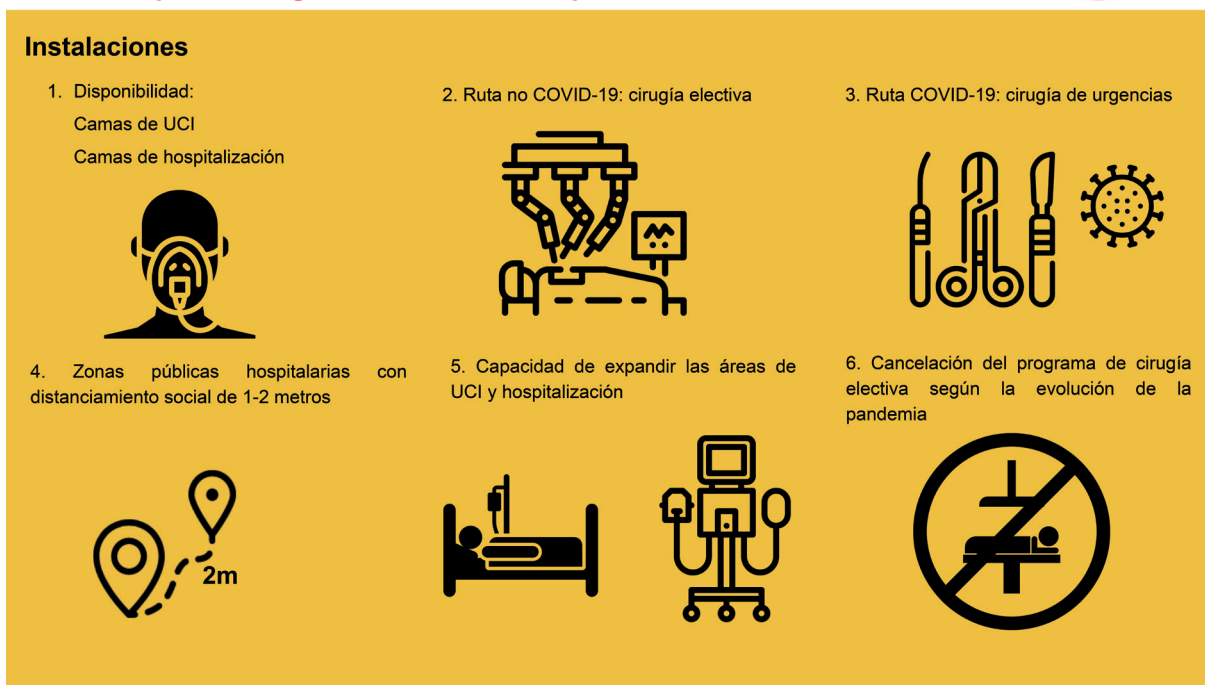 Instalaciones
1. Disponibilidad:
Camas de UCI
Camas de hospitalización
2. Ruta no COVID-19: cirugía electiva
3. Ruta COVID-19: cirugía de urgencias
4. Zonas públicas hospitalarias con
distanciamiento social de 1-2 metros
2m
5. Capacidad de expandir las áreas de
UCI y hospitalización
6. Cancelación del programa de cirugía
electiva según la evolución de la
pandemia